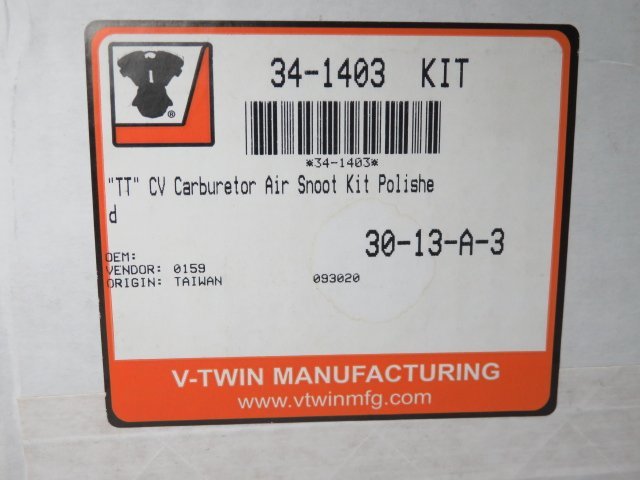 34-1403 KIT
®
*34-1403*
"TT" CV Carburetor Air Snoot Kit Polishe
d
30-13-A-3
OEM:
VENDOR: 0159
ORIGIN: TAIWAN 093020
V-TWIN MANUFACTURING
www.vtwinmfg.com